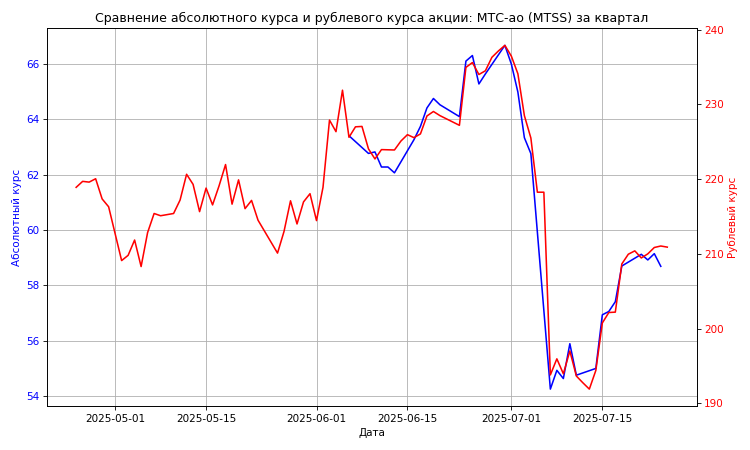 Сравнение абсолютного курса и рублевого курса акции: МТС-ао (MTSS) за квартал
Абсолютный курс
66
64
62
60
58
56
54
240
230
220
210
200
190
Рублевый курс
2025-05-01 2025-05-15 2025-06-01 2025-06-15 2025-07-01 2025-07-15
Дата